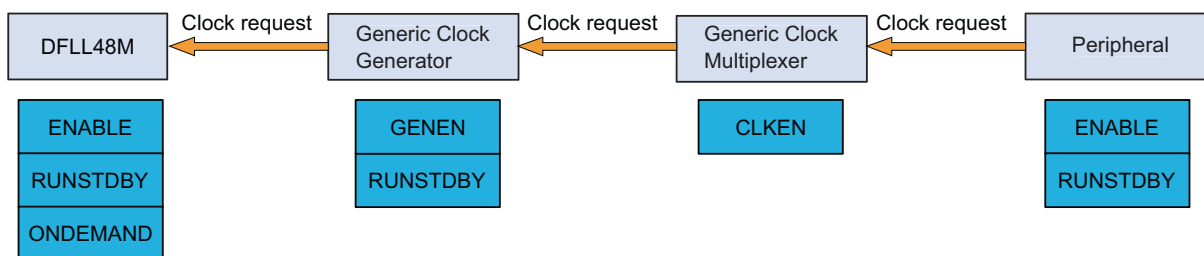 Clock request
Clock request
Clock request
DFLL48M
Generic Clock
Generator
Generic Clock
Multiplexer
Peripheral
ENABLE
GENEN
CLKEN
ENABLE
RUNSTDBY
RUNSTDBY
RUNSTDBY
ONDEMAND